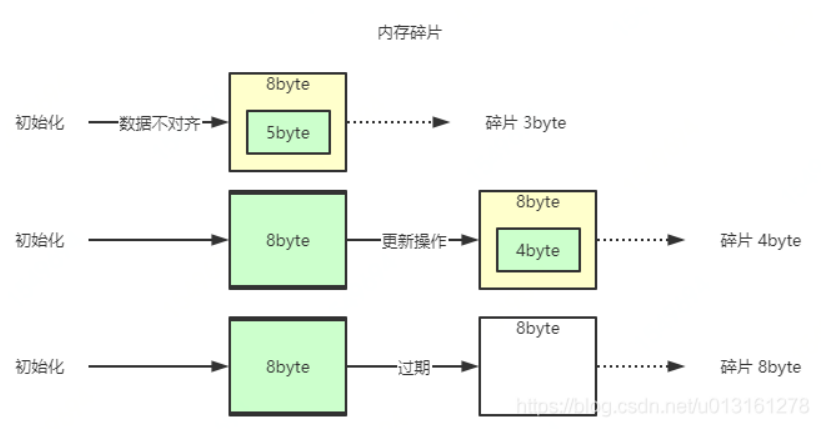 内存碎片
8byte
初始化
数据不对齐
5byte
碎片 3byte
8byte
初始化
8byte
更新操作
4byte
碎片 4byte
8byte
初始化
8byte
过期
碎片 8byte
https://blog.csdn.net/u013161278